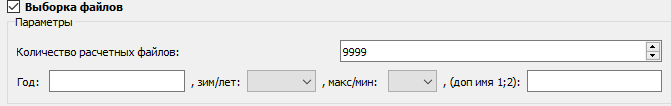 Выборка файлов
Параметры
Количество расчетных файлов: 9999
Год: , зим/лет: , макс/мин: , (доп имя 1;2):